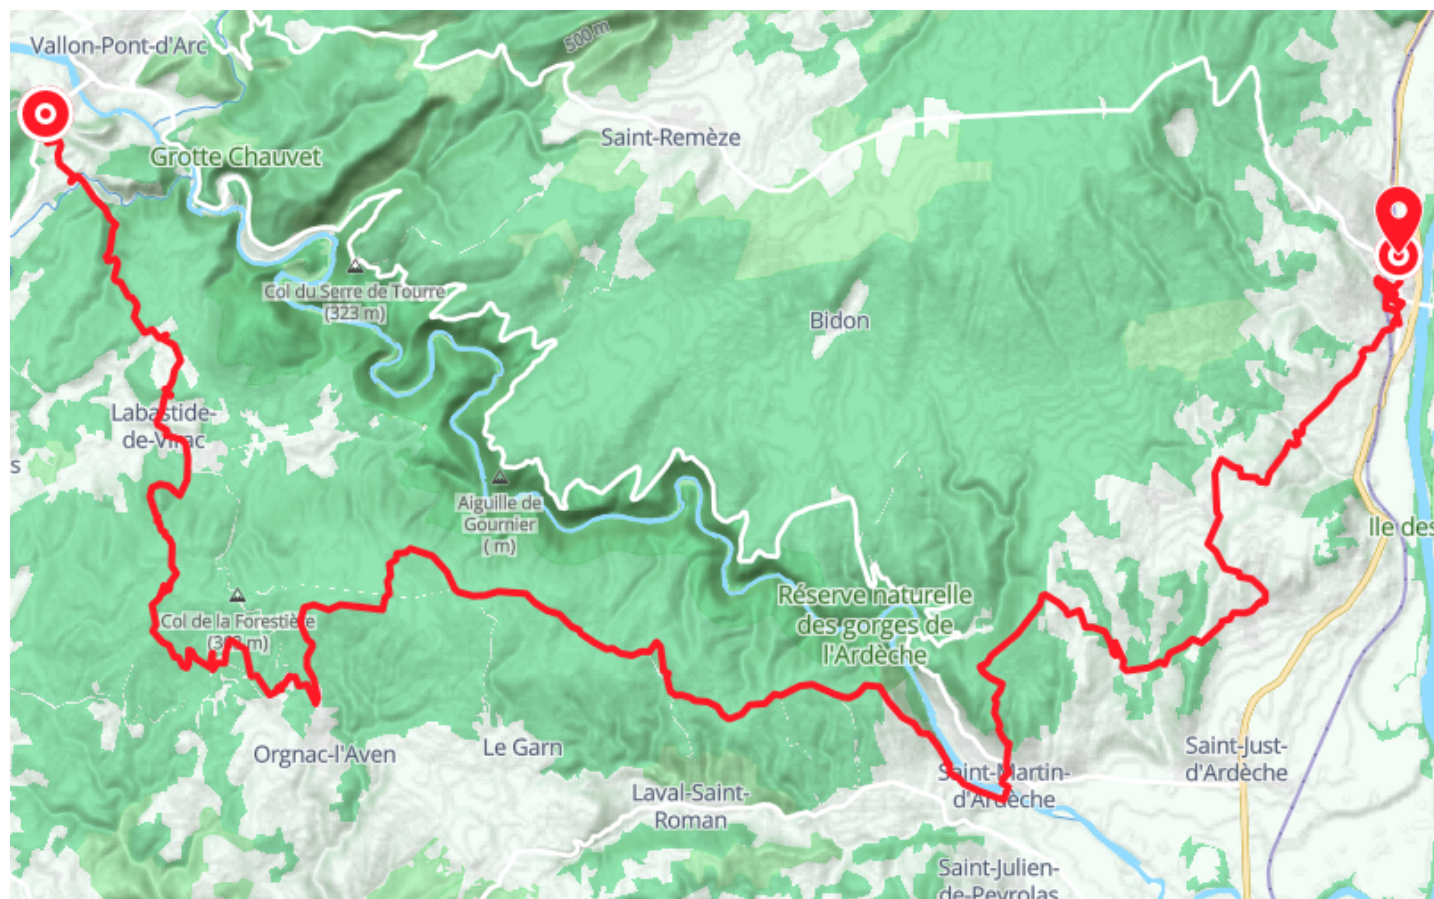 Vallon-Pont-d'Arc
500 m
Saint-Remèze
Grotte Chauvet
Col du Serre de Tourre
(323 m)
Bidon
Labastide-
de-Virac
s
Aiguille de
Gournier
( m)
Ile des
Réserve naturelle
des gorges de
l'Ardèche
Col de la Forestière
Orgnac-l'Aven
Le Garn
Saint-Just-
d'Ardèche
Saint-Martin-
d'Ardèche
Laval-Saint-
Roman
Saint-Julien-
de-Peyrolas